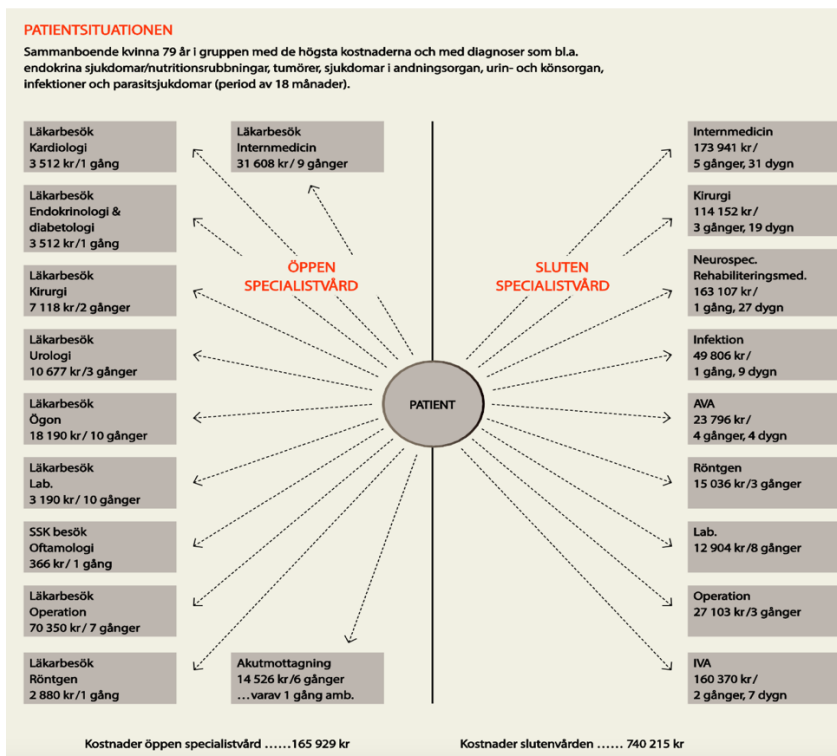 PATIENTSITUATIONEN
Sammanboende kvinna 79 år i gruppen med de högsta kostnaderna och med diagnoser som bl.a.
endokrina sjukdomar/nutritionsrubbningar, tumörer, sjukdomar i andningsorgan, urin- och könsorgan,
infektioner och parasitsjukdomar (period av 18 månader).
Läkarbesök
Kardiologi
3 512 kr/1 gång
Läkarbesök
Internmedicin
31 608 kr/ 9 gånger
Läkarbesök
Endokrinologi &
diabetologi
3 512 kr/1 gång
Läkarbesök
Kirurgi
7 118 kr/2 gånger
Läkarbesök
Urologi
10 677 kr/3 gånger
Läkarbesök
Ögon
18 190 kr/ 10 gånger
Läkarbesök
Lab.
3 190 kr/ 10 gånger
SSK besök
Oftamologi
366 kr/ 1 gång
Läkarbesök
Operation
70 350 kr/ 7 gånger
Läkarbesök
Röntgen
2 880 kr/1 gång
Akutmottagning
14 526 kr/6 gånger
...varav 1 gång amb.
ÖPPEN
SPECIALISTVÅRD
PATIENT
SLUTEN
SPECIALISTVÅRD
Internmedicin
173 941 kr/
5 gånger, 31 dygn
Kirurgi
114 152 kr/
3 gånger, 19 dygn
Neurospec.
Rehabiliteringsmed.
163 107 kr/
1 gång, 27 dygn
Infektion
49 806 kr/
1 gång, 9 dygn
AVA
23 796 kr/
4 gånger, 4 dygn
Röntgen
15 036 kr/3 gånger
Lab.
12 904 kr/8 gånger
Operation
27 103 kr/3 gånger
IVA
160 370 kr/
2 gånger, 7 dygn
Kostnader öppen specialistvård ......165 929 kr
Kostnader slutenvården ...... 740 215 kr